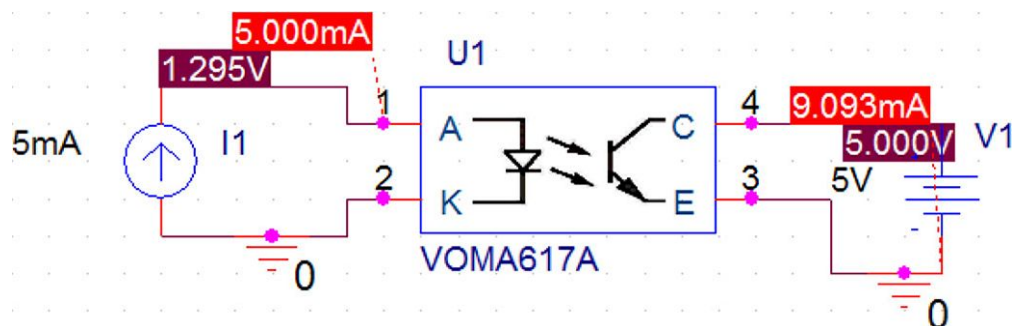 5.000mA
1.295V
5mA
I1
0
U1
1
2
A
K
C
E
VOMA617A
4
3
9.093mA
5.000V
5V
V1
0